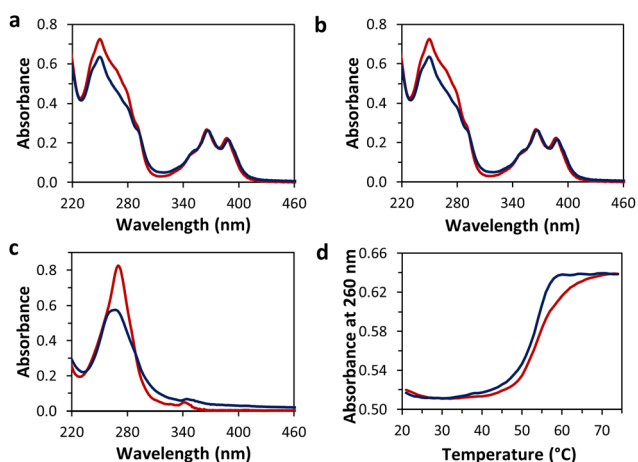 a
Absorbance
0.8
0.6
0.4
0.2
0.0
220 280 340 400 460
Wavelength (nm)
b
Absorbance
0.8
0.6
0.4
0.2
0.0
220 280 340 400 460
Wavelength (nm)
c
Absorbance
0.8
0.6
0.4
0.2
0.0
220 280 340 400 460
Wavelength (nm)
d
Absorbance at 260 nm
0.66
0.62
0.58
0.54
0.50
20 30 40 50 60 70
Temperature (°C)